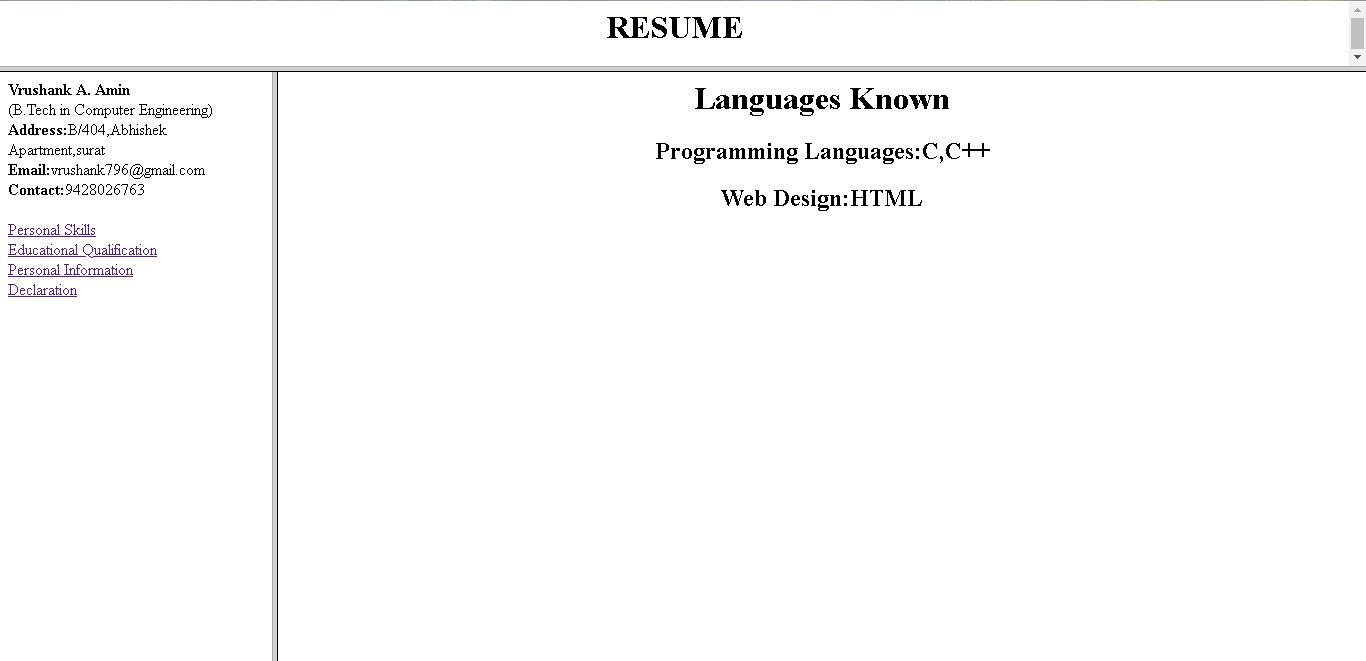 RESUME
Vrushank A. Amin
(B.Tech in Computer Engineering)
Address:B/404,Abhishek
Apartment,surat
Email:vrushank796@gmail.com
Contact:9428026763
Personal Skills
Educational Qualification
Personal Information
Declaration
Languages Known
Programming Languages:C,C++
Web Design:HTML